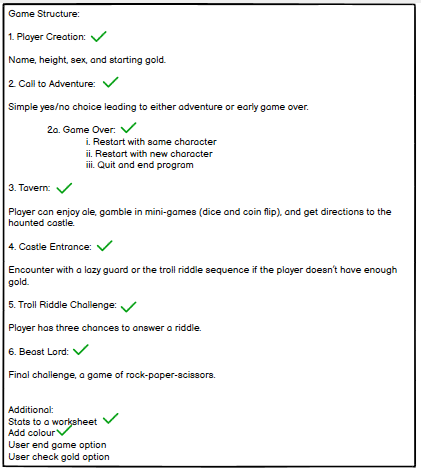 Game Structure:
1. Player Creation:
Name, height, sex, and starting gold.
2. Call to Adventure:
Simple yes/no choice leading to either adventure or early game over.
2a. Game Over:
i. Restart with same character
ii. Restart with new character
iii. Quit and end program
3. Tavern:
Player can enjoy ale, gamble in mini-games (dice and coin flip), and get directions to the
haunted castle.
4. Castle Entrance:
Encounter with a lazy guard or the troll riddle sequence if the player doesn't have enough
gold.
5. Troll Riddle Challenge:
Player has three chances to answer a riddle.
6. Beast Lord:
Final challenge, a game of rock-paper-scissors.
Additional:
Stats to a worksheet
Add colour
User end game option
User check gold option